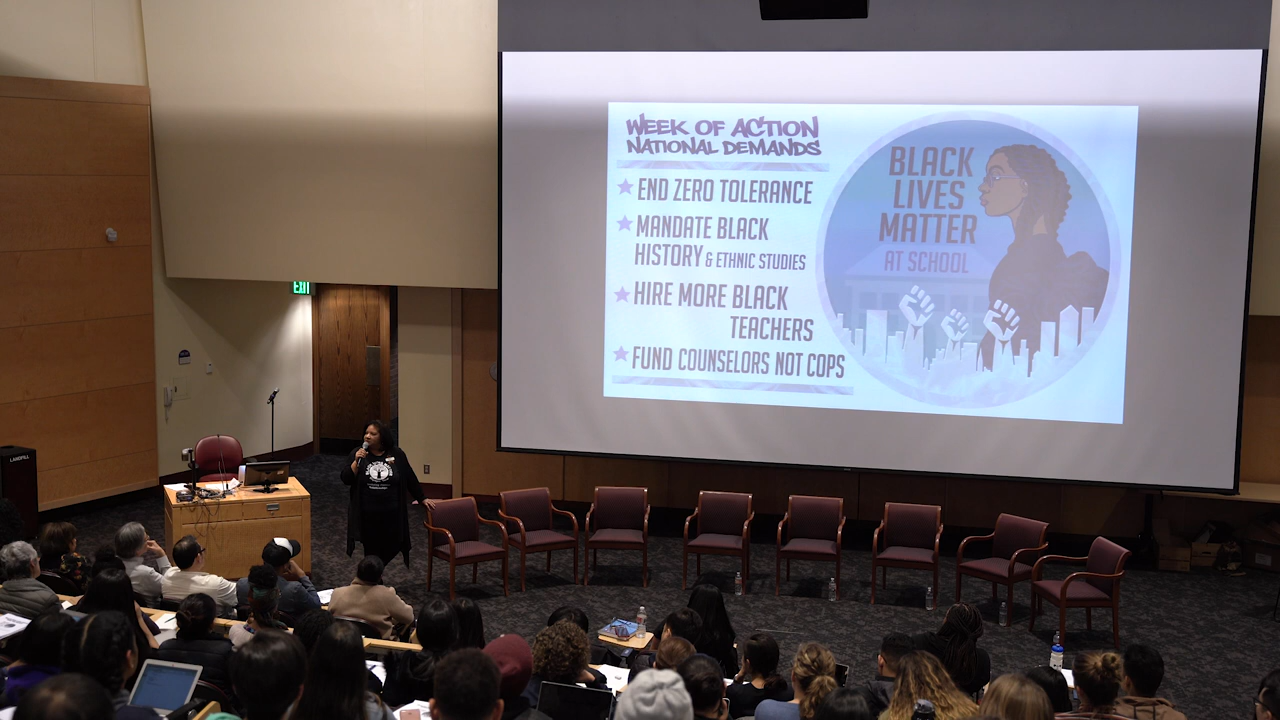 WEEK OF ACTION
NATIONAL DEMANDS
END ZERO TOLERANCE
MANDATE BLACK
HISTORY & ETHNIC STUDIES
HIRE MORE BLACK
TEACHERS
FUND COUNSELORS NOT COPS
BLACK
LIVES
MATTER
AT SCHOOL
EXIT
LANDFILL